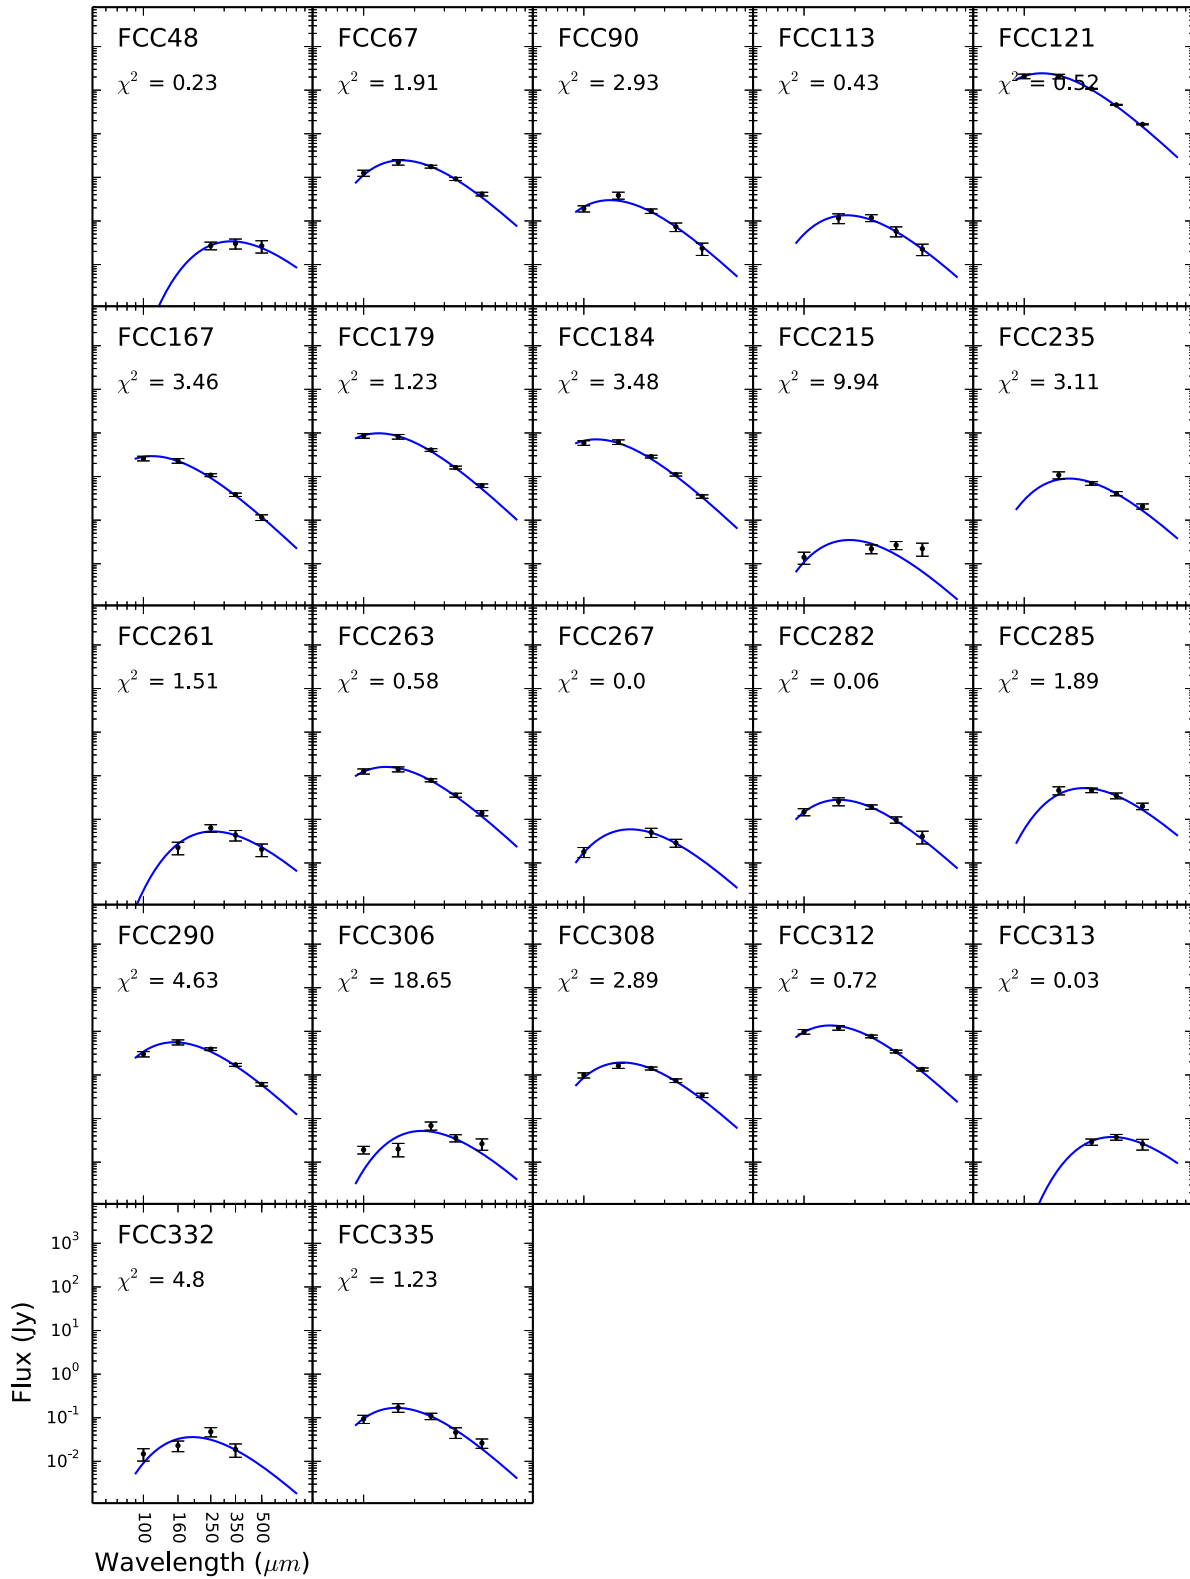 FCC48
χ² = 0.23
FCC67
χ² = 1.91
FCC90
χ² = 2.93
FCC113
χ² = 0.43
FCC121
χ² = 0.52
FCC167
χ² = 3.46
FCC179
χ² = 1.23
FCC184
χ² = 3.48
FCC215
χ² = 9.94
FCC235
χ² = 3.11
FCC261
χ² = 1.51
FCC263
χ² = 0.58
FCC267
χ² = 0.0
FCC282
χ² = 0.06
FCC285
χ² = 1.89
FCC290
χ² = 4.63
FCC306
χ² = 18.65
FCC308
χ² = 2.89
FCC312
χ² = 0.72
FCC313
χ² = 0.03
FCC332
χ² = 4.8
FCC335
χ² = 1.23
Flux (Jy)
10³
10²
10¹
10⁰
10⁻¹
10⁻²
100
160
250
350
500
Wavelength (μm)